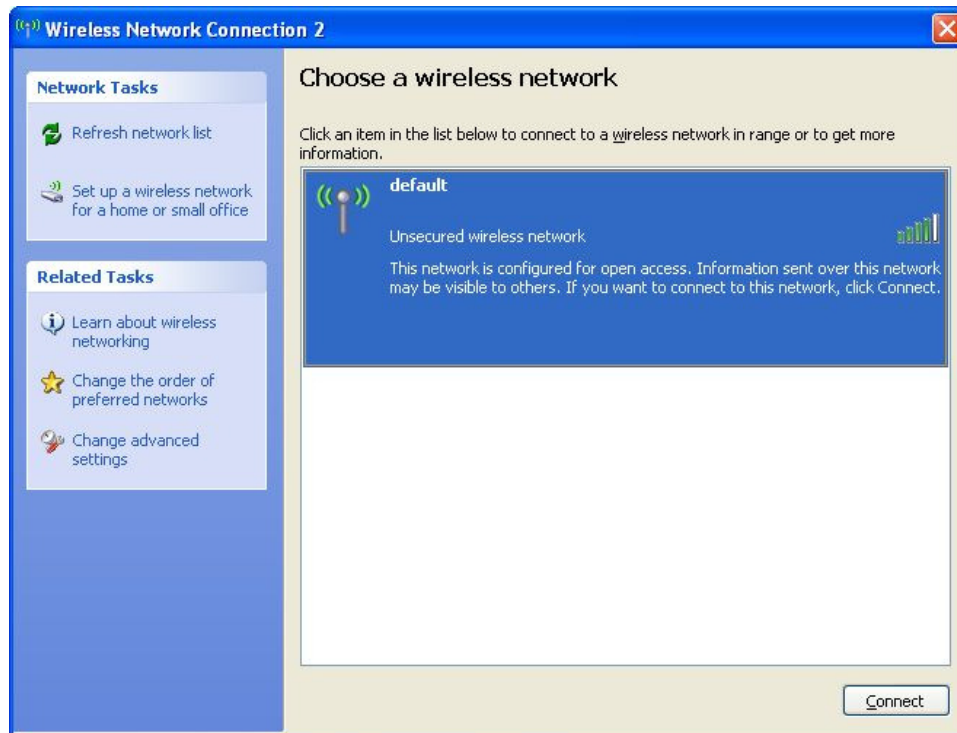 Wireless Network Connection 2
Network Tasks
Refresh network list
Set up a wireless network
for a home or small office
Related Tasks
Learn about wireless
networking
Change the order of
preferred networks
Change advanced
settings
Choose a wireless network
Click an item in the list below to connect to a wireless network in range or to get more
information.
default
Unsecured wireless network
This network is configured for open access. Information sent over this network
may be visible to others. If you want to connect to this network, click Connect.
Connect